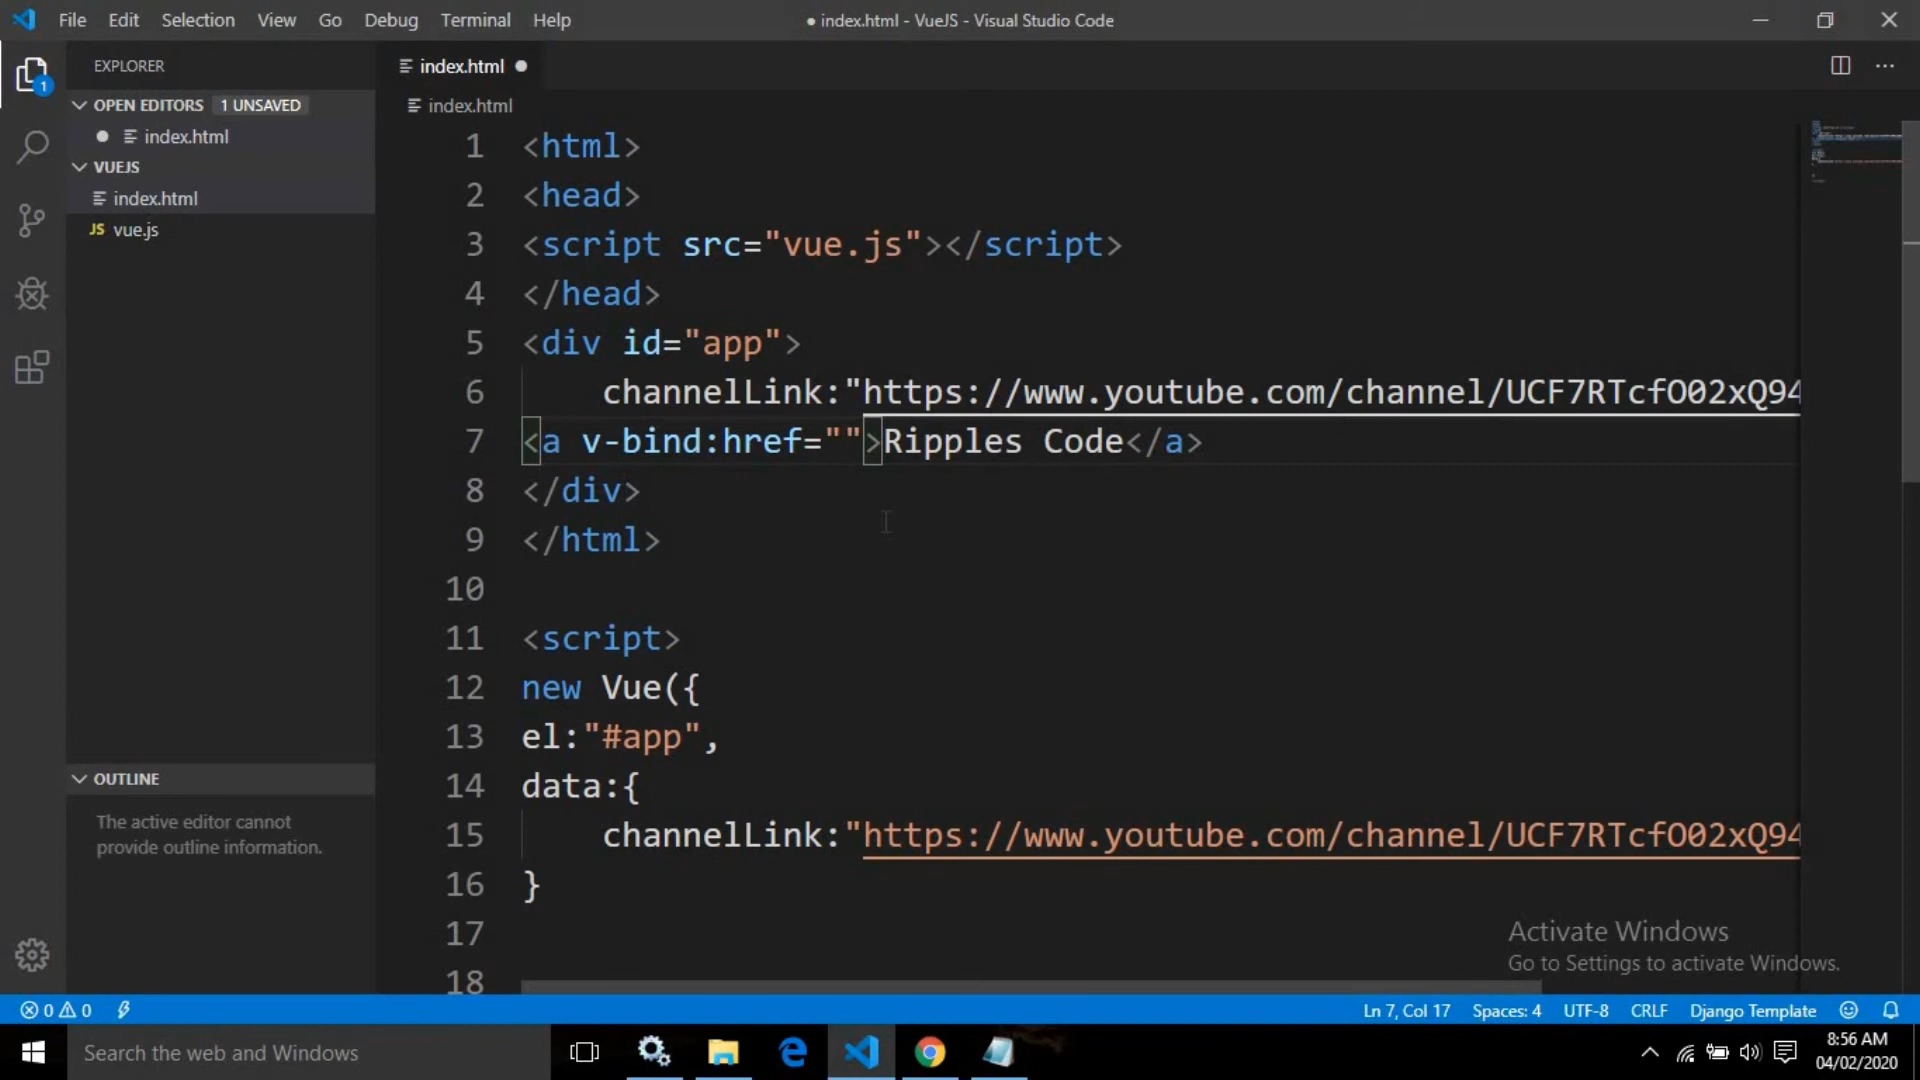 File Edit Selection View Go Debug Terminal Help
● index.html - VueJS - Visual Studio Code
EXPLORER
OPEN EDITORS 1 UNSAVED
index.html
VUEJS
index.html
JS vue.js
OUTLINE
The active editor cannot
provide outline information.
1
index.html
index.html
1 <html>
2 <head>
3 <script src="vue.js"></script>
4 </head>
5 <div id="app">
6 channelLink:"https://www.youtube.com/channel/UCF7RTcfO02xQ94
7 <a v-bind:href="">Ripples Code</a>
8 </div>
9 </html>
10
11 <script>
12 new Vue({
13 el:"#app",
14 data:{
15 channelLink:"https://www.youtube.com/channel/UCF7RTcfO02xQ94
16 }
17
18
Activate Windows
Go to Settings to activate Windows.
0 0
Ln 7, Col 17 Spaces: 4 UTF-8 CRLF Django Template
Search the web and Windows
8:56 AM
04/02/2020